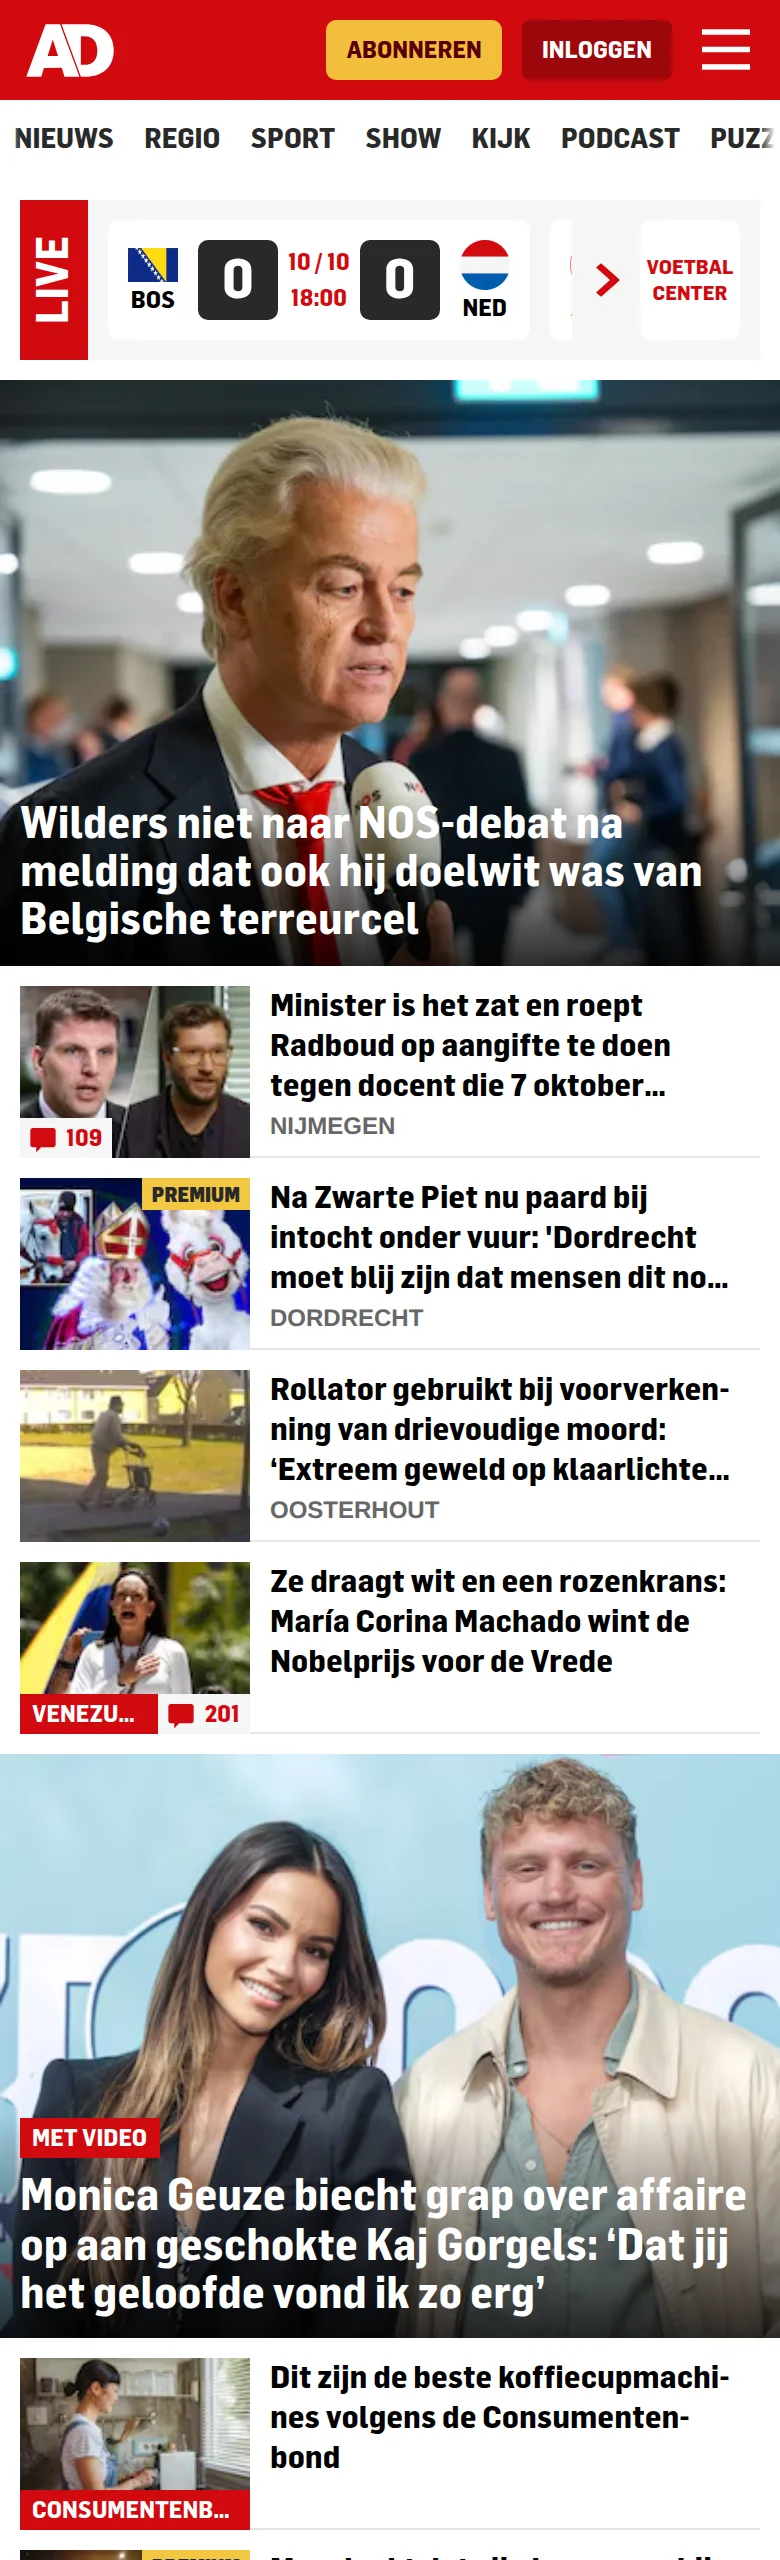 AD
ABONNEREN
INLOGGEN
NIEUWS REGIO SPORT SHOW KIJK PODCAST PUZZ
LIVE
BOS
0
10 / 10
18:00
0
NED
VOETBAL
CENTER
Wilders niet naar NOS-debat na
melding dat ook hij doelwit was van
Belgische terreurcel
Minister is het zat en roept
Radboud op aangifte te doen
tegen docent die 7 oktober...
NIJMEGEN
109
PREMIUM
Na Zwarte Piet nu paard bij
intocht onder vuur: 'Dordrecht
moet blij zijn dat mensen dit no...
DORDRECHT
Rollator gebruikt bij voorverken-
ning van drievoudige moord:
‘Extreem geweld op klaarlichte...
OOSTERHOUT
Ze draagt wit en een rozenkrans:
María Corina Machado wint de
Nobelprijs voor de Vrede
VENEZU...
201
MET VIDEO
Monica Geuze biecht grap over affaire
op aan geschokte Kaj Gorgels: ‘Dat jij
het geloofde vond ik zo erg’
Dit zijn de beste koffiecupmachi-
nes volgens de Consumenten-
bond
CONSUMENTENB...